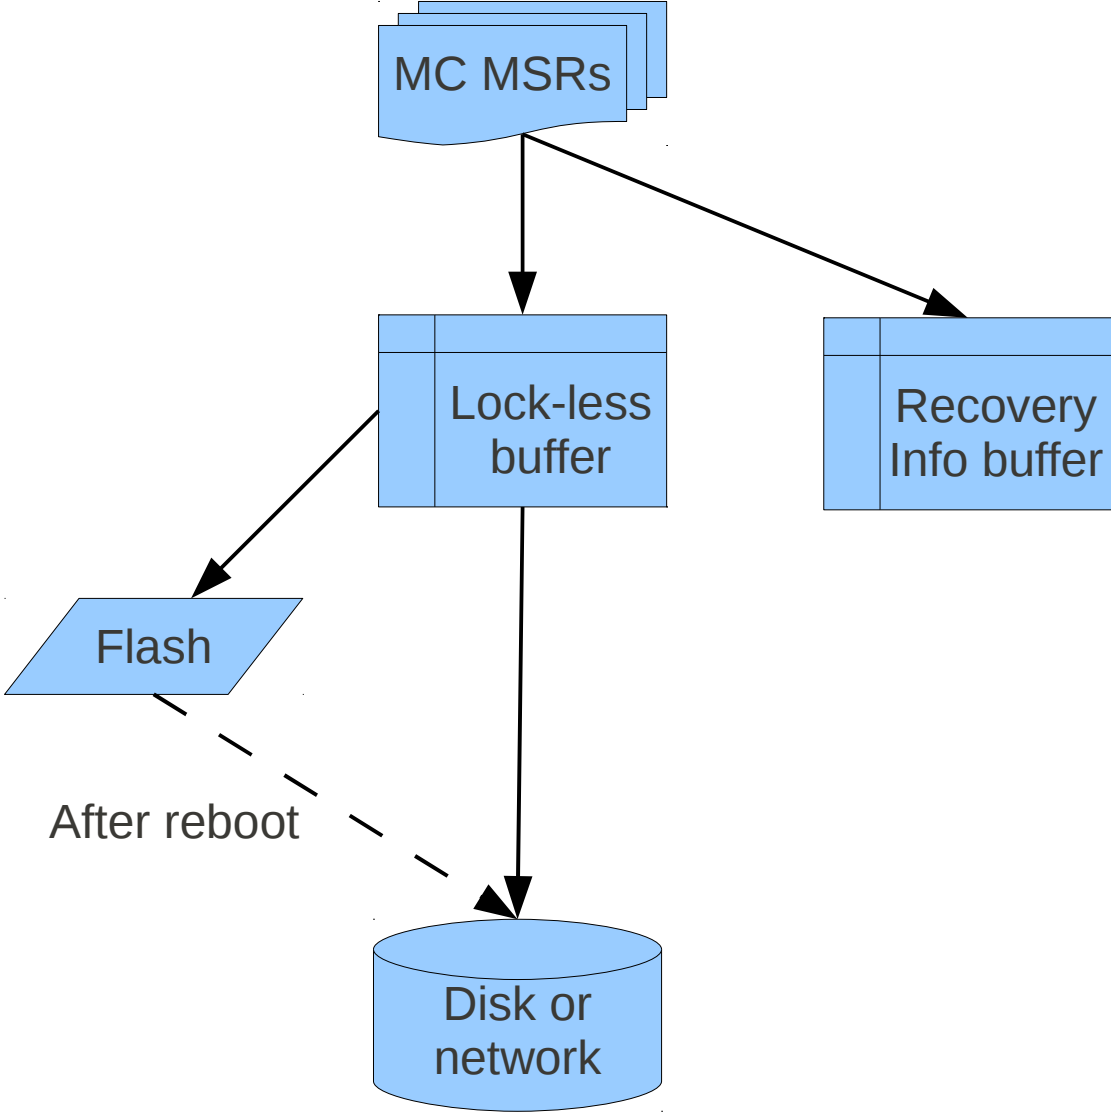 MC MSRs
Lock-less
buffer
Recovery
Info buffer
Flash
After reboot
Disk or
network